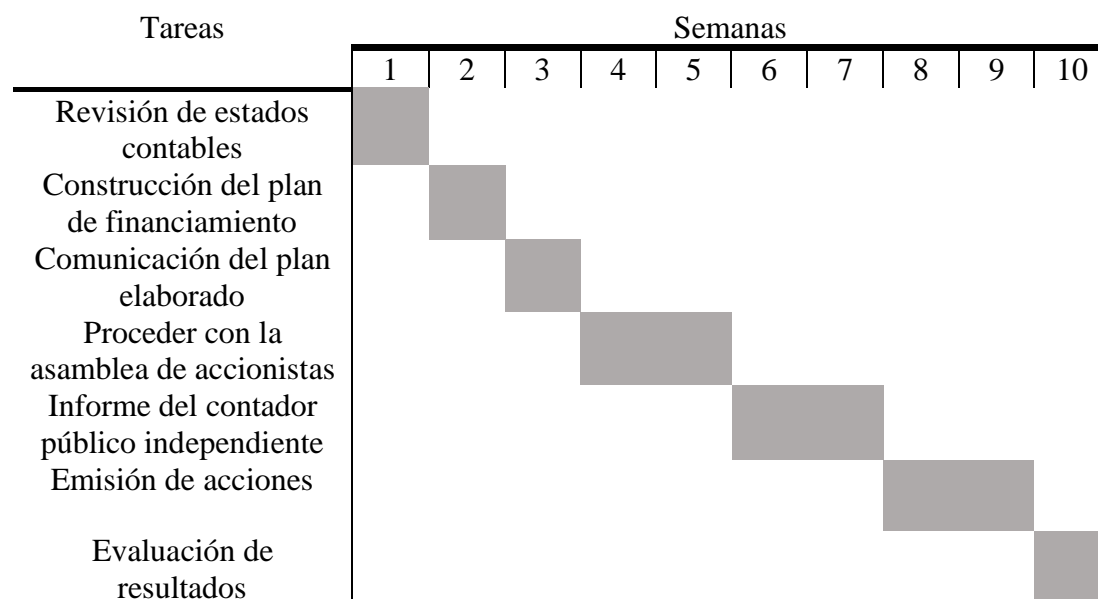 Tareas
Semanas
1 2 3 4 5 6 7 8 9 10
Revisión de estados
contables
Construcción del plan
de financiamiento
Comunicación del plan
elaborado
Proceder con la
asamblea de accionistas
Informe del contador
público independiente
Emisión de acciones
Evaluación de
resultados